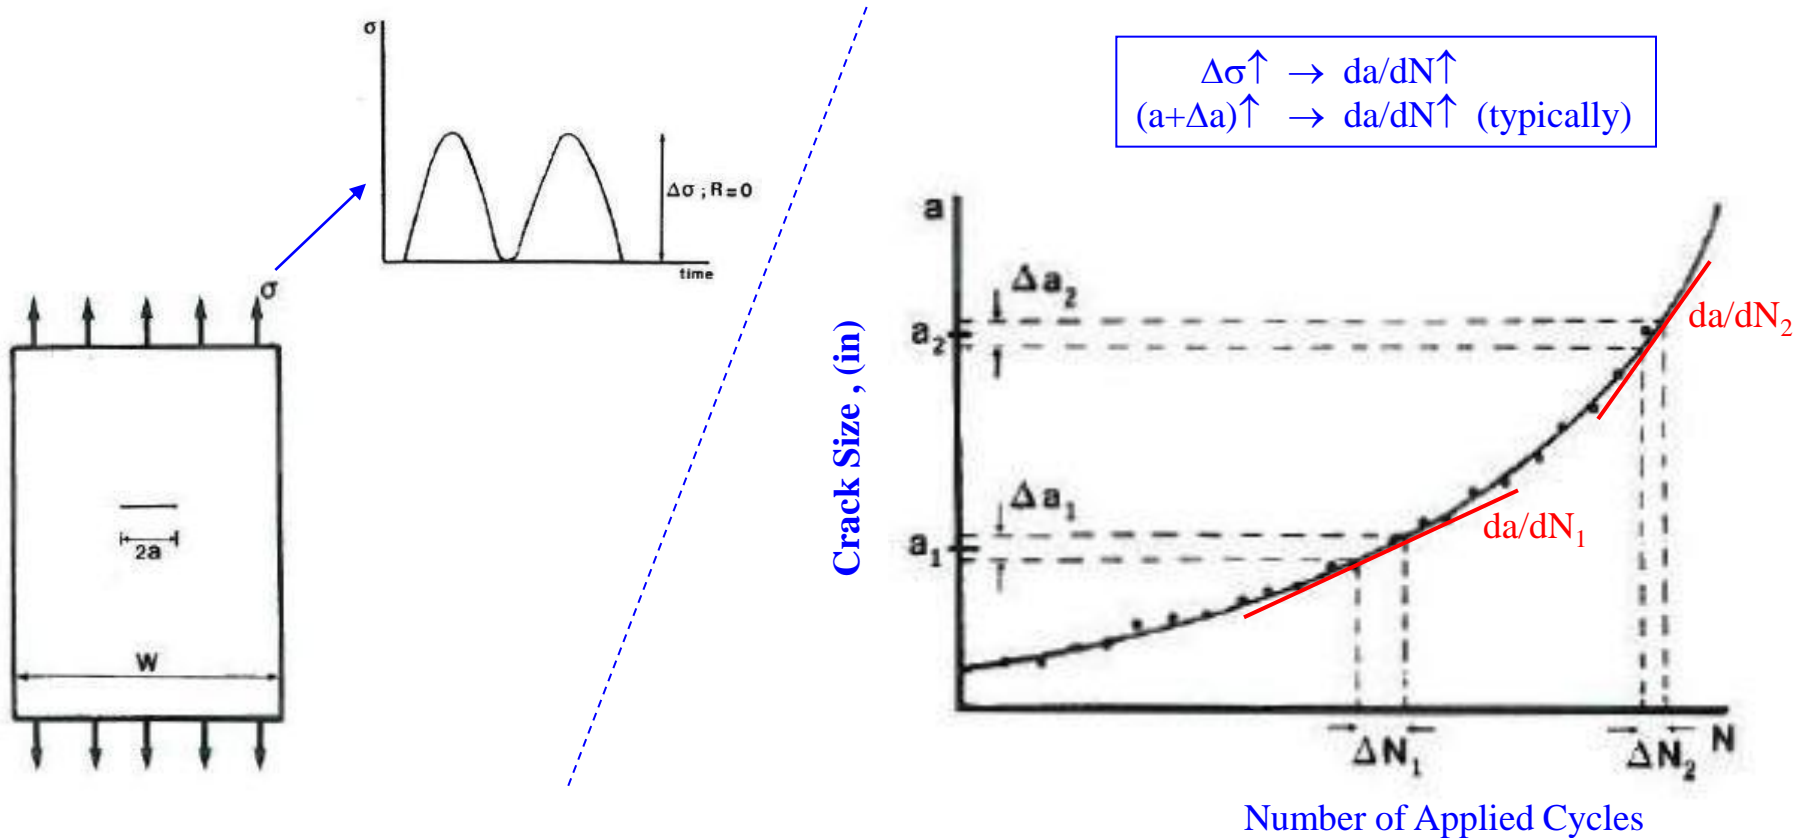 σ
Δσ ; R=0
time
σ
2a
W
Δσ↑ → da/dN↑
(a+Δa)↑ → da/dN↑ (typically)
a
Δa₂
a₂
da/dN₂
Crack Size , (in)
Δa₁
a₁
da/dN₁
ΔN₁
ΔN₂
N
Number of Applied Cycles